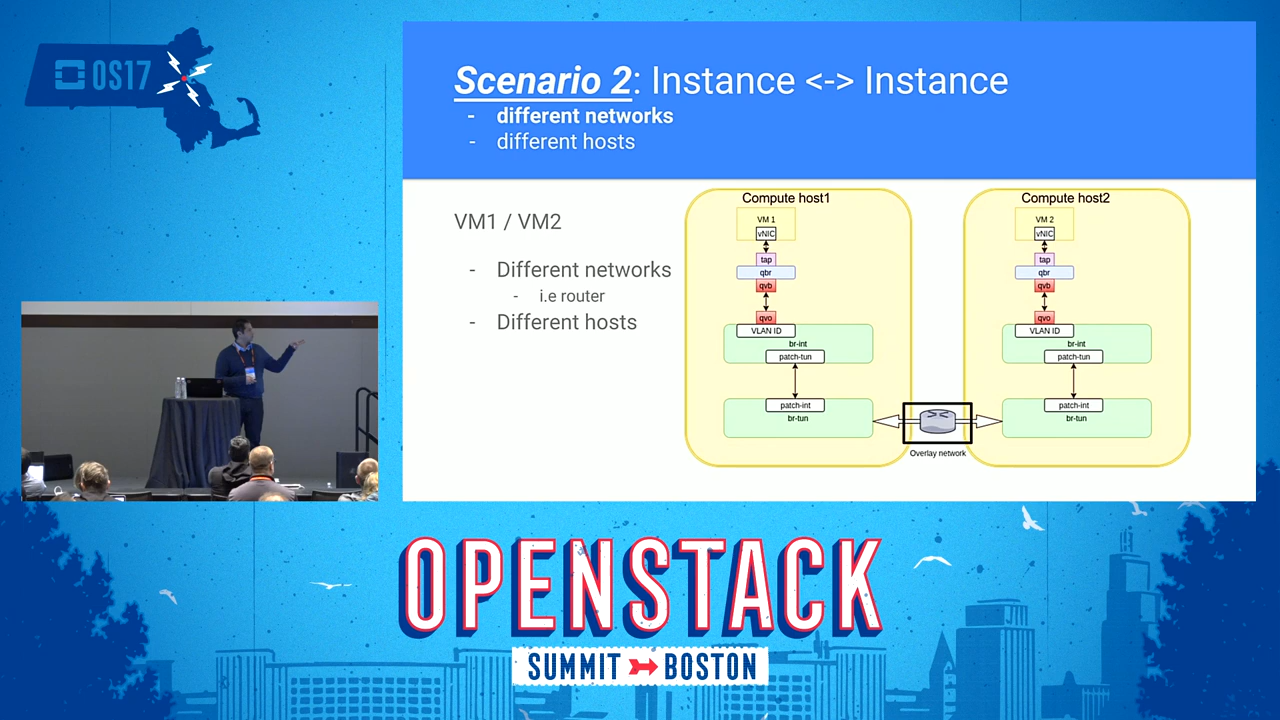 OS17
Scenario 2: Instance <-> Instance
- different networks
- different hosts
VM1 / VM2
- Different networks
- i.e router
- Different hosts
Compute host1
VM 1
vNIC
tap
qbr
qvb
qvo
VLAN ID
br-int
patch-tun
patch-int
br-tun
Overlay network
Compute host2
VM 2
vNIC
tap
qbr
qvb
qvo
VLAN ID
br-int
patch-tun
patch-int
br-tun
OPENSTACK
SUMMIT BOSTON